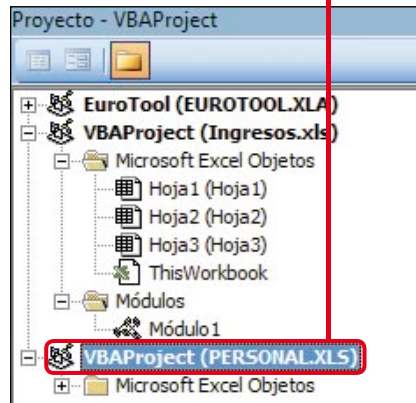 Proyecto - VBAProject
EuroTool (EUROTOOL.XLA)
VBAProject (Ingresos.xls)
Microsoft Excel Objetos
Hoja1 (Hoja1)
Hoja2 (Hoja2)
Hoja3 (Hoja3)
ThisWorkbook
Módulos
Módulo1
VBAProject (PERSONAL.XLS)
Microsoft Excel Objetos